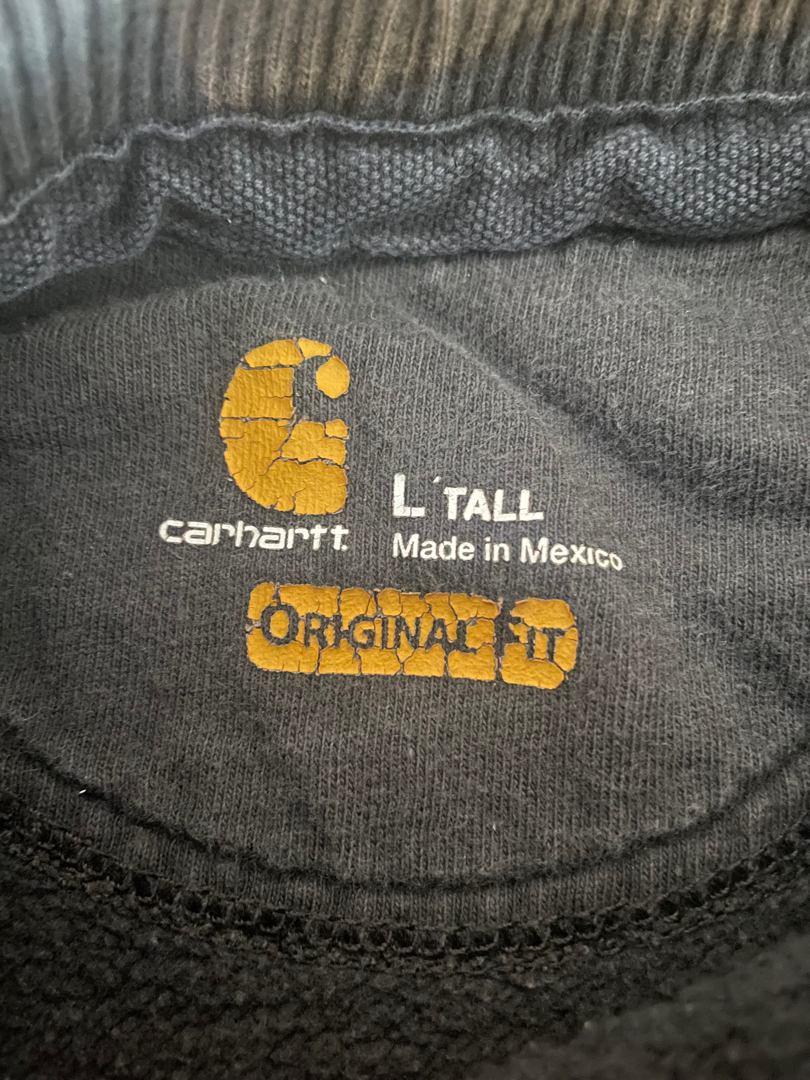 carhartt
L TALL
Made in Mexico
ORIGINAL FIT